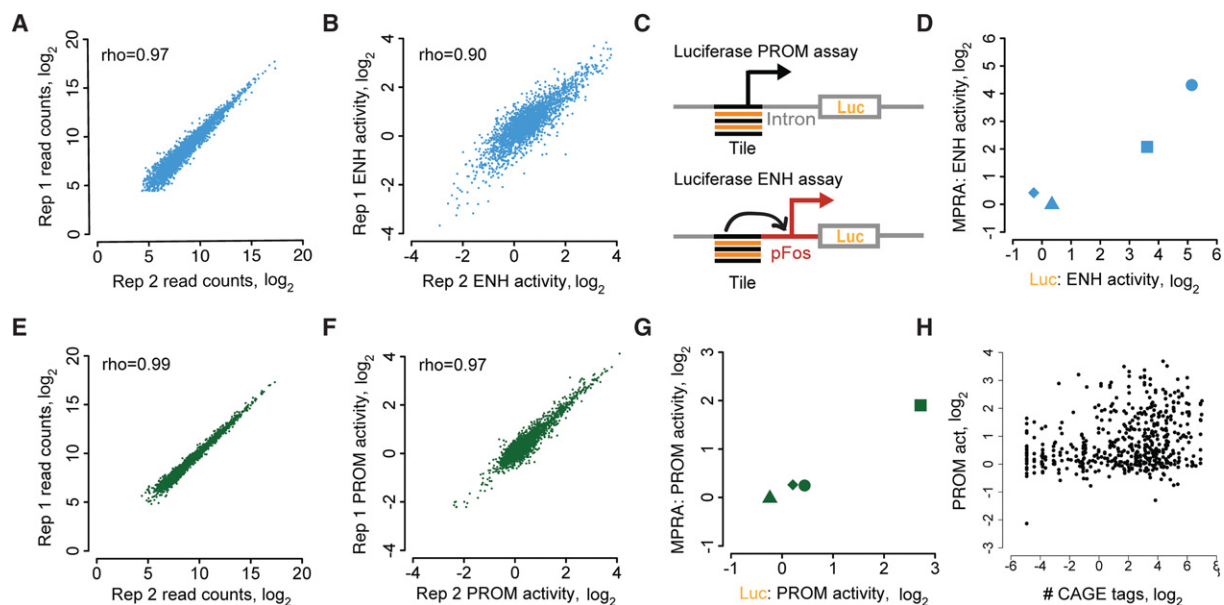 A
rho=0.97
Rep 1 read counts, log2
20
15
10
5
0
0 5 10 15 20
Rep 2 read counts, log2
B
rho=0.90
Rep 1 ENH activity, log2
4
2
0
-2
-4
-4 -2 0 2 4
Rep 2 ENH activity, log2
C
Luciferase PROM assay
Intron
Luc
Tile
Luciferase ENH assay
pFos
Luc
Tile
D
MPRA: ENH activity, log2
6
5
4
3
2
1
0
-1
-1 0 1 2 3 4 5 6
Luc: ENH activity, log2
E
rho=0.99
Rep 1 read counts, log2
20
15
10
5
0
0 5 10 15 20
Rep 2 read counts, log2
F
rho=0.97
Rep 1 PROM activity, log2
4
2
0
-2
-4
-4 -2 0 2 4
Rep 2 PROM activity, log2
G
MPRA: PROM activity, log2
3
2
1
0
-1
-1 0 1 2 3
Luc: PROM activity, log2
H
PROM act, log2
4
3
2
1
0
-1
-2
-3
-6 -4 -2 0 2 4 6 8
# CAGE tags, log2